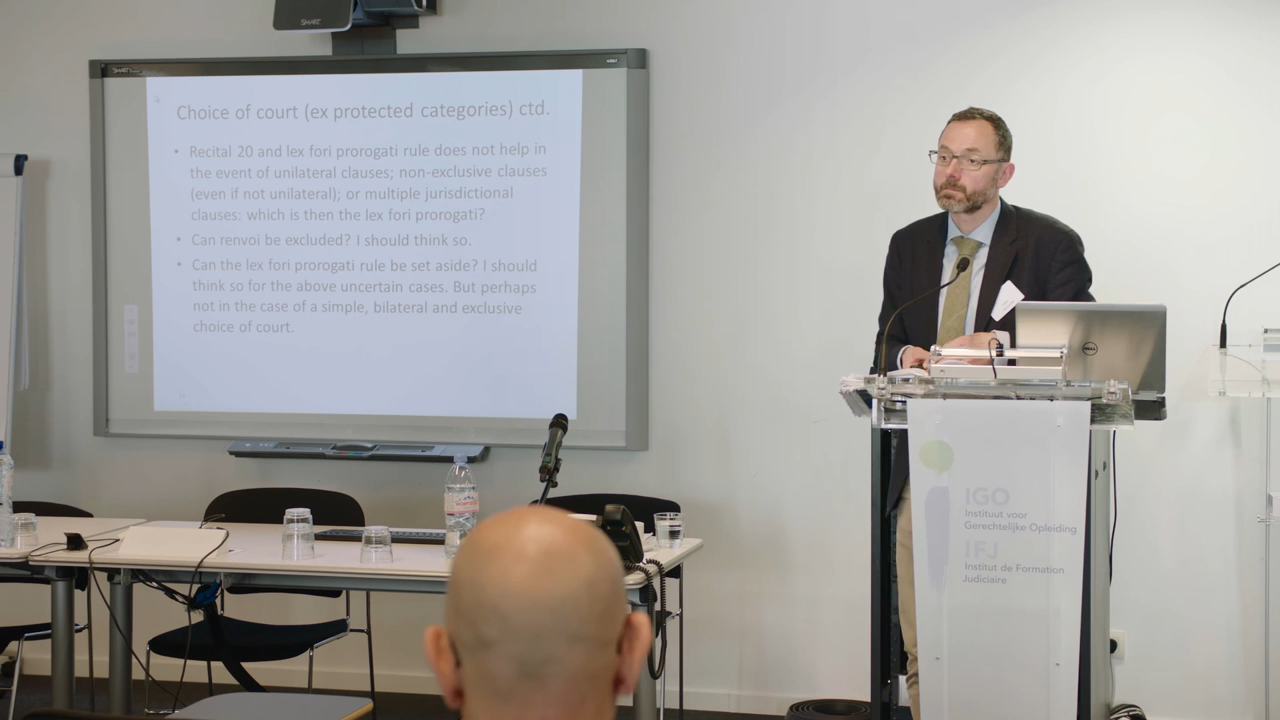 SMART
SMART
Choice of court (ex protected categories) ctd.
• Recital 20 and lex fori prorogati rule does not help in
the event of unilateral clauses; non-exclusive clauses
(even if not unilateral); or multiple jurisdictional
clauses: which is then the lex fori prorogati?
• Can renvoi be excluded? I should think so.
• Can the lex fori prorogati rule be set aside? I should
think so for the above uncertain cases. But perhaps
not in the case of a simple, bilateral and exclusive
choice of court.
DELL
IGO
Instituut voor
Gerechtelijke Opleiding
IFJ
Institut de Formation
Judiciaire